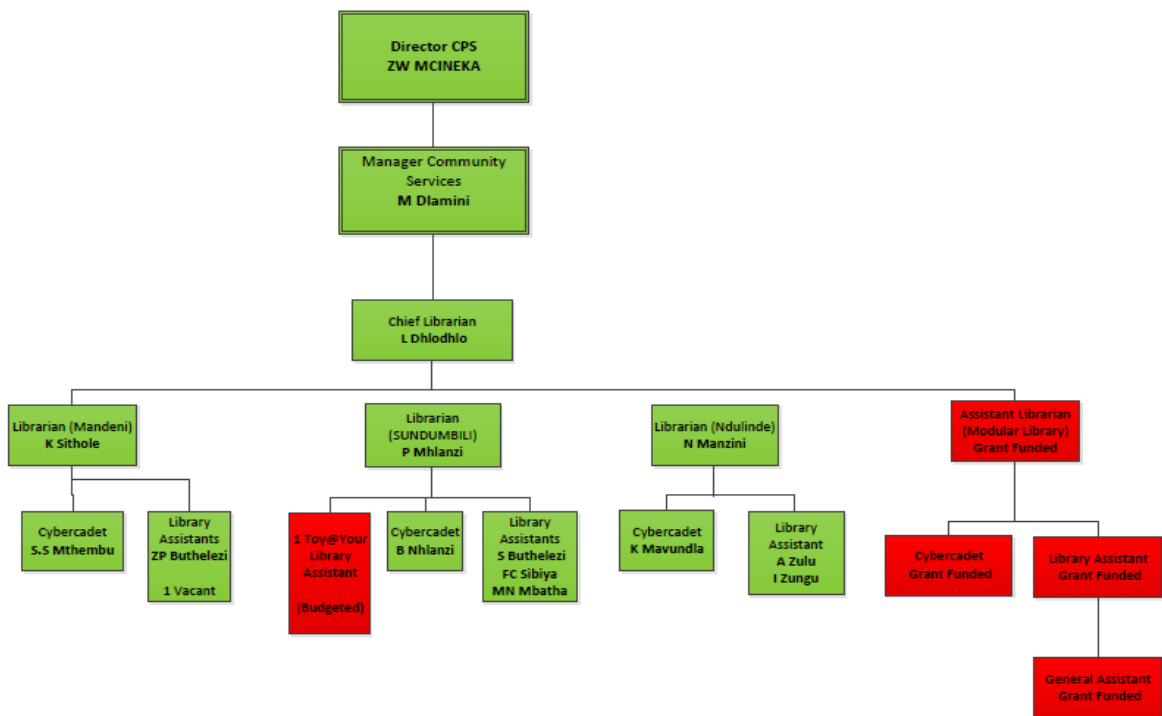 Director CPS
ZW MCINEKA
Manager Community
Services
M Dlamini
Chief Librarian
L Dhlodhlo
Librarian (Mandeni)
K Sithole
Librarian
(SUNDUMBILI)
P Mhlanzi
Librarian (Ndulinde)
N Manzini
Assistant Librarian
(Modular Library)
Grant Funded
Cybercadet
S.S Mthembu
Library
Assistants
ZP Buthelezi
1 Vacant
1 Toy@Your
Library
Assistant
(Budgeted)
Cybercadet
B Nhlanzi
Library
Assistants
S Buthelezi
FC Sibiya
MN Mbatha
Cybercadet
K Mavundla
Library
Assistant
A Zulu
I Zungu
Cybercadet
Grant Funded
Library Assistant
Grant Funded
General Assistant
Grant Funded